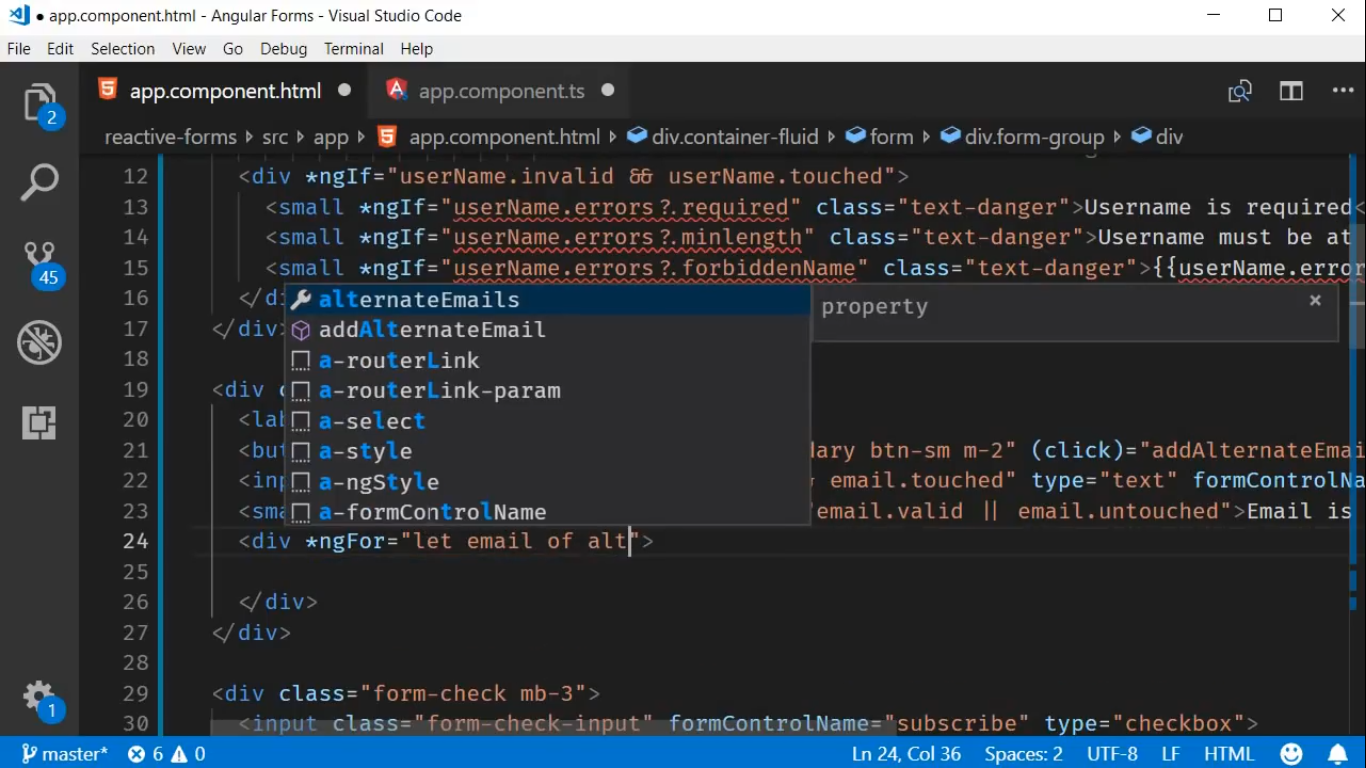 app.component.html - Angular Forms - Visual Studio Code
File Edit Selection View Go Debug Terminal Help
app.component.html app.component.ts
2
reactive-forms src app app.component.html div.container-fluid form div.form-group div
12 <div *ngIf="userName.invalid && userName.touched">
13 <small *ngIf="userName.errors?.required" class="text-danger">Username is required<
14 <small *ngIf="userName.errors?.minlength" class="text-danger">Username must be at
15 <small *ngIf="userName.errors?.forbiddenName" class="text-danger">{{userName.error
45
16 </di
alternateEmails
property ×
17 </div>
addAlternateEmail
18
a-routerLink
19 <div c
a-routerLink-param
20 <lab
a-select
21 <but
a-style
dary btn-sm m-2" (click)="addAlternateEmai
22 <inp
a-ngStyle
& email.touched" type="text" formControlNa
23 <sma
a-formControlName
"email.valid || email.untouched">Email is
24 <div *ngFor="let email of alt">
25
26 </div>
27 </div>
28
29 <div class="form-check mb-3">
30 <input class="form-check-input" formControlName="subscribe" type="checkbox">
1
master* 6 0 Ln 24, Col 36 Spaces: 2 UTF-8 LF HTML